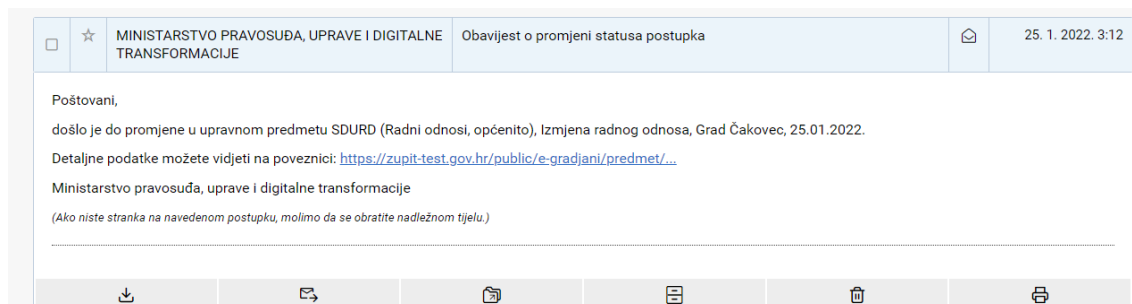 MINISTARSTVO PRAVOSUĐA, UPRAVE I DIGITALNE
TRANSFORMACIJE
Obavijest o promjeni statusa postupka
25. 1. 2022. 3:12
Poštovani,
došlo je do promjene u upravnom predmetu SDURD (Radni odnosi, općenito), Izmjena radnog odnosa, Grad Čakovec, 25.01.2022.
Detaljne podatke možete vidjeti na poveznici: https://zupit-test.gov.hr/public/e-gradjani/predmet/...
Ministarstvo pravosuđa, uprave i digitalne transformacije
(Ako niste stranka na navedenom postupku, molimo da se obratite nadležnom tijelu.)